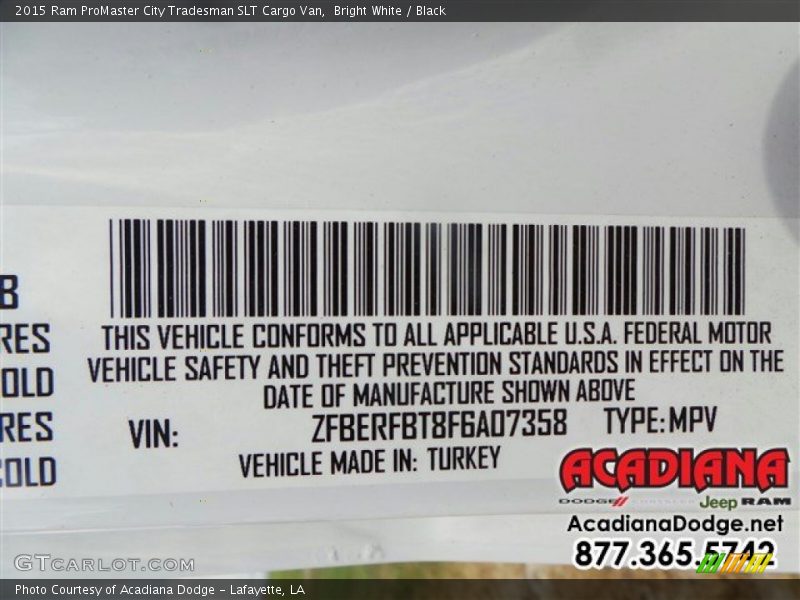 2015 Ram ProMaster City Tradesman SLT Cargo Van, Bright White / Black
B
RES
OLD
RES
COLD
THIS VEHICLE CONFORMS TO ALL APPLICABLE U.S.A. FEDERAL MOTOR
VEHICLE SAFETY AND THEFT PREVENTION STANDARDS IN EFFECT ON THE
DATE OF MANUFACTURE SHOWN ABOVE
VIN: ZFBERFBT8F6A07358 TYPE: MPV
VEHICLE MADE IN: TURKEY
ACADIANA
DODGE CHRYSLER Jeep RAM
AcadianaDodge.net
877.365.5742
GTCARLOT.COM
Photo Courtesy of Acadiana Dodge - Lafayette, LA